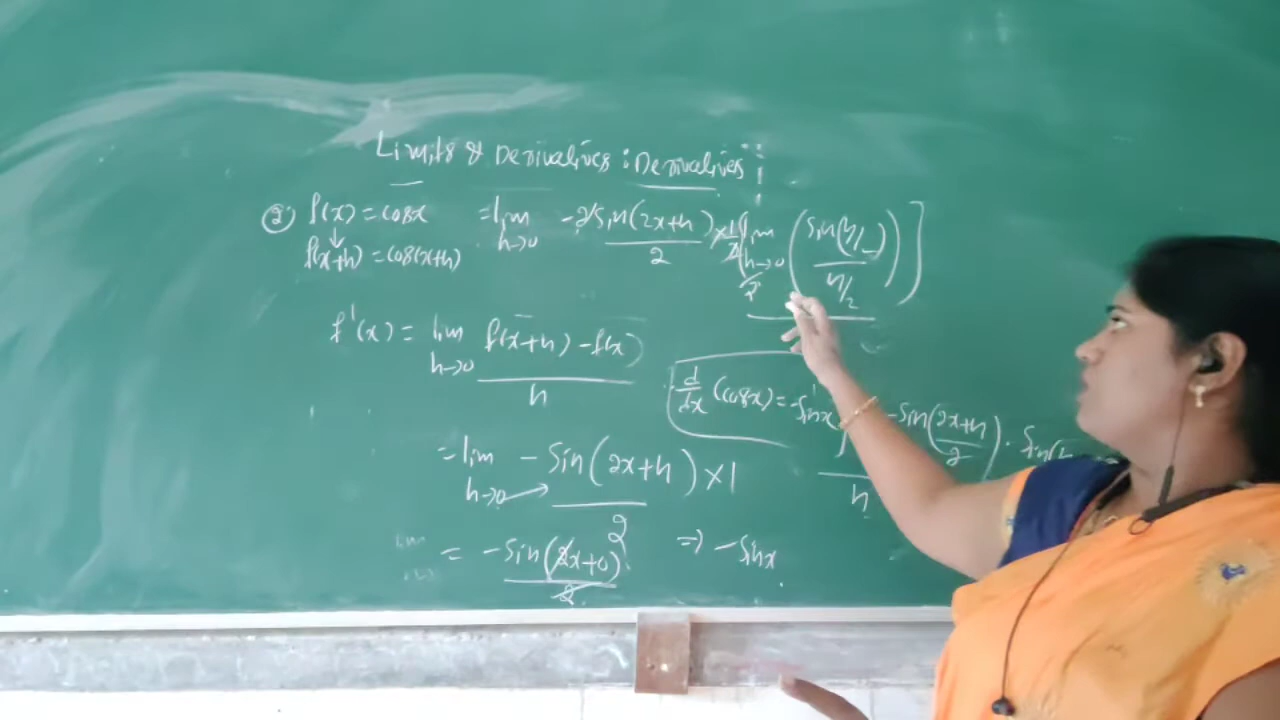 Limits & Derivatives : Derivatives
② f(x) = cosx = lim h→0 -2 sin(2x+h)/2 × 1/2 [lim h→0 (sin(h/2)/h/2)]
f(x+h) = cos(x+h)
f'(x) = lim h→0 f(x+h) - f(x) / h
d/dx (cosx) = -sinx
-sin(2x+h/2) · sin(h
h
= lim h→0 - sin(2x+h)/2 × 1
= -sin(2x+0)/2 ⇒ -sinx